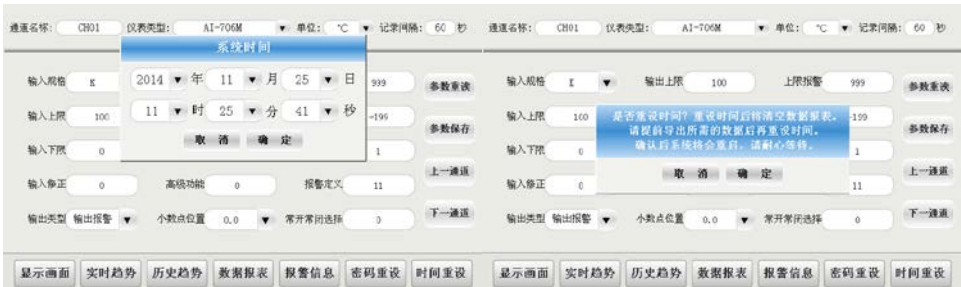 通道名称: CH01 仪表类型: AI-706M 单位: ℃ 记录间隔: 60 秒
系统时间
输入规格 K 2014 年 11 月 25 日 999 参数重读
输入上限 100 11 时 25 分 41 秒 -199 参数保存
取 消 确 定
输入下限 0 1 上一通道
输入修正 0 高级功能 0 报警定义 11
输出类型 输出报警 小数点位置 0.0 常开常闭选择 0 下一通道
显示画面 实时趋势 历史趋势 数据报表 报警信息 密码重设 时间重设
通道名称: CH01 仪表类型: AI-706M 单位: ℃ 记录间隔: 60 秒
输入规格 K 输出上限 100 上限报警 999 参数重读
是否重设时间?重设时间后将清空数据报表。
输入上限 100 请提前导出所需的数据后再重设时间。 -199 参数保存
确认后系统将会重启,请耐心等待。
输入下限 0 1 上一通道
取 消 确 定
输入修正 0 11
输出类型 输出报警 小数点位置 0.0 常开常闭选择 0 下一通道
显示画面 实时趋势 历史趋势 数据报表 报警信息 密码重设 时间重设